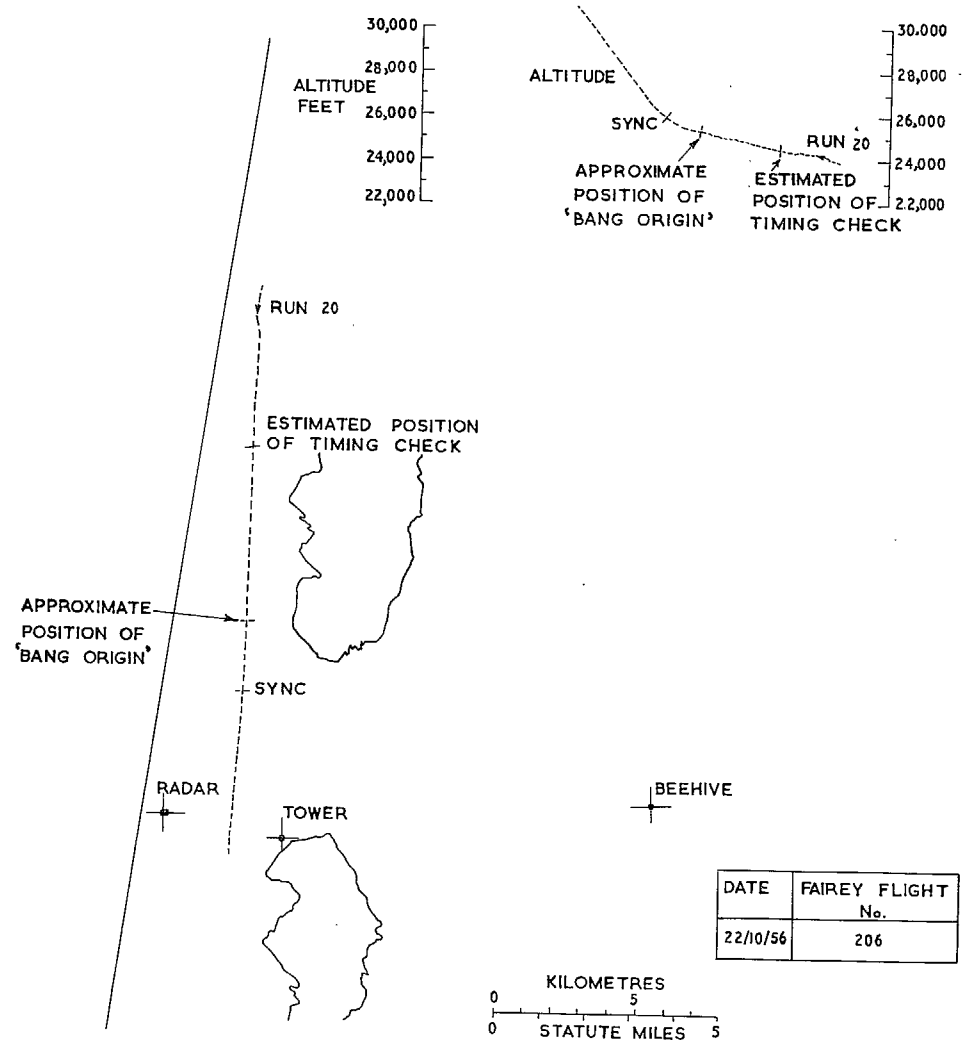 30,000
28,000
26,000
24,000
22,000
ALTITUDE
FEET
ALTITUDE
30.000
28,000
26,000
24,000
2.2,000
SYNC
RUN 20
APPROXIMATE
POSITION OF
'BANG ORIGIN'
ESTIMATED
POSITION OF
TIMING CHECK
RUN 20
ESTIMATED POSITION
OF TIMING CHECK
APPROXIMATE
POSITION OF
'BANG ORIGIN'
SYNC
RADAR
TOWER
BEEHIVE
DATE
FAIREY FLIGHT
No.
22/10/56
206
KILOMETRES
0 5
0 5
STATUTE MILES